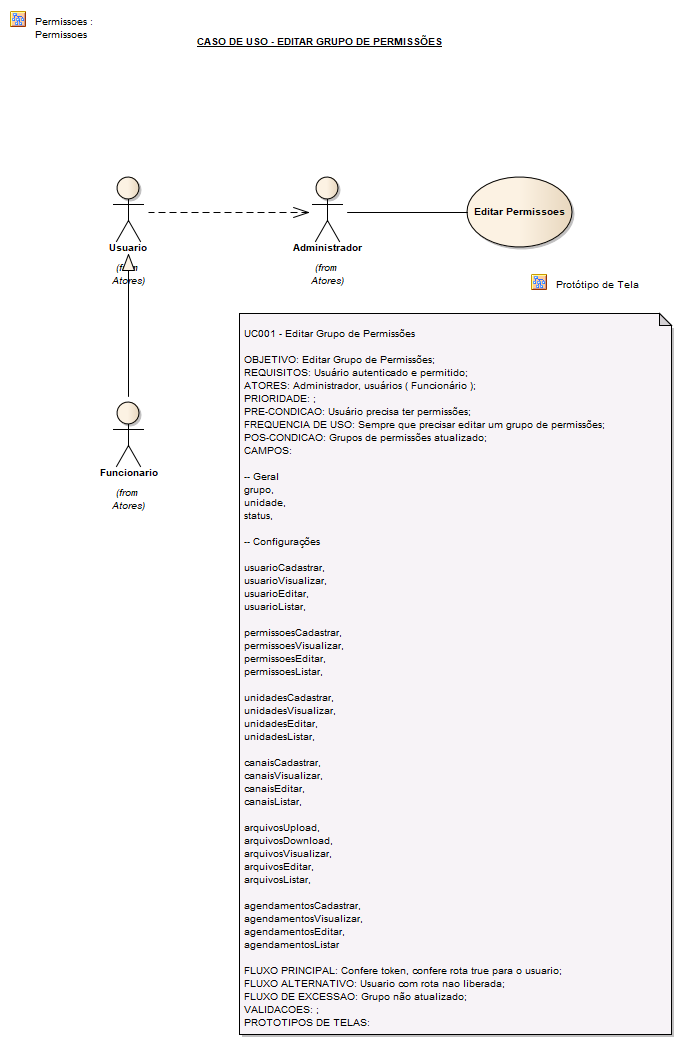 Permissoes :
Permissoes
CASO DE USO - EDITAR GRUPO DE PERMISSÕES
Usuario
(from
Atores)
Administrador
(from
Atores)
Editar Permissoes
Protótipo de Tela
Funcionario
(from
Atores)
UC001 - Editar Grupo de Permissões
OBJETIVO: Editar Grupo de Permissões;
REQUISITOS: Usuário autenticado e permitido;
ATORES: Administrador, usuários ( Funcionário );
PRIORIDADE: ;
PRE-CONDICAO: Usuário precisa ter permissões;
FREQUENCIA DE USO: Sempre que precisar editar um grupo de permissões;
POS-CONDICAO: Grupos de permissões atualizado;
CAMPOS:
-- Geral
grupo,
unidade,
status,
-- Configurações
usuarioCadastrar,
usuarioVisualizar,
usuarioEditar,
usuarioListar,
permissoesCadastrar,
permissoesVisualizar,
permissoesEditar,
permissoesListar,
unidadesCadastrar,
unidadesVisualizar,
unidadesEditar,
unidadesListar,
canaisCadastrar,
canaisVisualizar,
canaisEditar,
canaisListar,
arquivosUpload,
arquivosDownload,
arquivosVisualizar,
arquivosEditar,
arquivosListar,
agendamentosCadastrar,
agendamentosVisualizar,
agendamentosEditar,
agendamentosListar
FLUXO PRINCIPAL: Confere token, confere rota true para o usuario;
FLUXO ALTERNATIVO: Usuario com rota nao liberada;
FLUXO DE EXCESSAO: Grupo não atualizado;
VALIDACOES: ;
PROTOTIPOS DE TELAS: